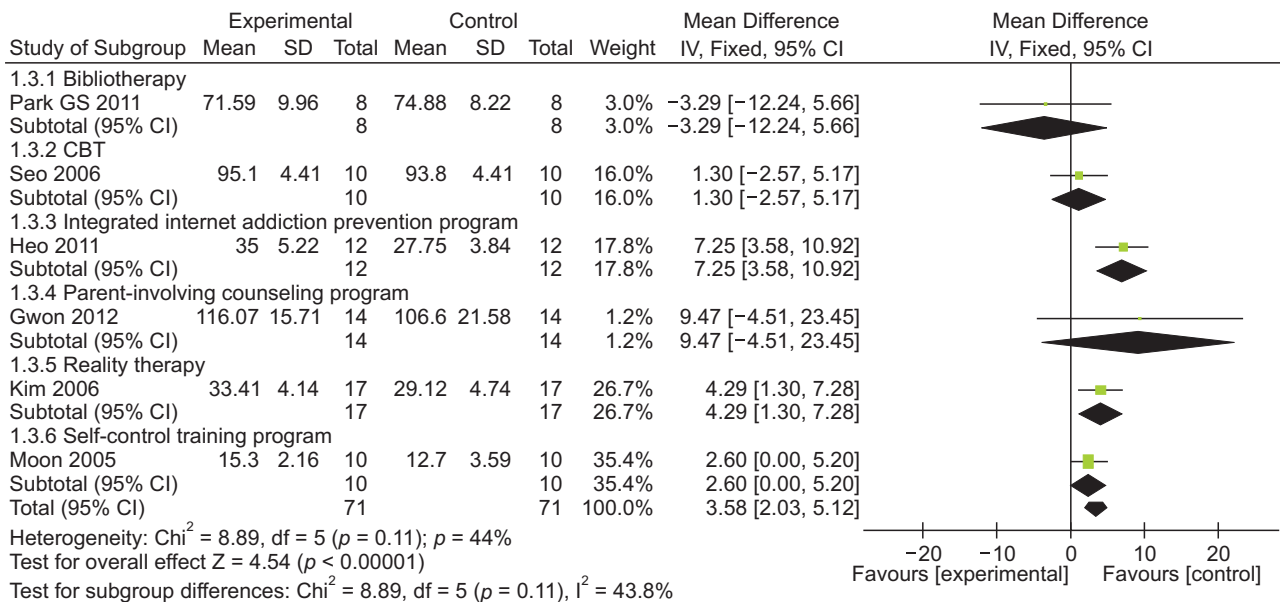 Experimental Control Mean Difference Mean Difference
Study of Subgroup Mean SD Total Mean SD Total Weight IV, Fixed, 95% CI IV, Fixed, 95% CI
1.3.1 Bibliotherapy
Park GS 2011 71.59 9.96 8 74.88 8.22 8 3.0% −3.29 [−12.24, 5.66]
Subtotal (95% CI) 8 8 3.0% −3.29 [−12.24, 5.66]
1.3.2 CBT
Seo 2006 95.1 4.41 10 93.8 4.41 10 16.0% 1.30 [−2.57, 5.17]
Subtotal (95% CI) 10 10 16.0% 1.30 [−2.57, 5.17]
1.3.3 Integrated internet addiction prevention program
Heo 2011 35 5.22 12 27.75 3.84 12 17.8% 7.25 [3.58, 10.92]
Subtotal (95% CI) 12 12 17.8% 7.25 [3.58, 10.92]
1.3.4 Parent-involving counseling program
Gwon 2012 116.07 15.71 14 106.6 21.58 14 1.2% 9.47 [−4.51, 23.45]
Subtotal (95% CI) 14 14 1.2% 9.47 [−4.51, 23.45]
1.3.5 Reality therapy
Kim 2006 33.41 4.14 17 29.12 4.74 17 26.7% 4.29 [1.30, 7.28]
Subtotal (95% CI) 17 17 26.7% 4.29 [1.30, 7.28]
1.3.6 Self-control training program
Moon 2005 15.3 2.16 10 12.7 3.59 10 35.4% 2.60 [0.00, 5.20]
Subtotal (95% CI) 10 10 35.4% 2.60 [0.00, 5.20]
Total (95% CI) 71 71 100.0% 3.58 [2.03, 5.12]
Heterogeneity: Chi² = 8.89, df = 5 (p = 0.11); p = 44%
Test for overall effect Z = 4.54 (p < 0.00001)
Test for subgroup differences: Chi² = 8.89, df = 5 (p = 0.11), I² = 43.8%
−20 −10 0 10 20
Favours [experimental] Favours [control]